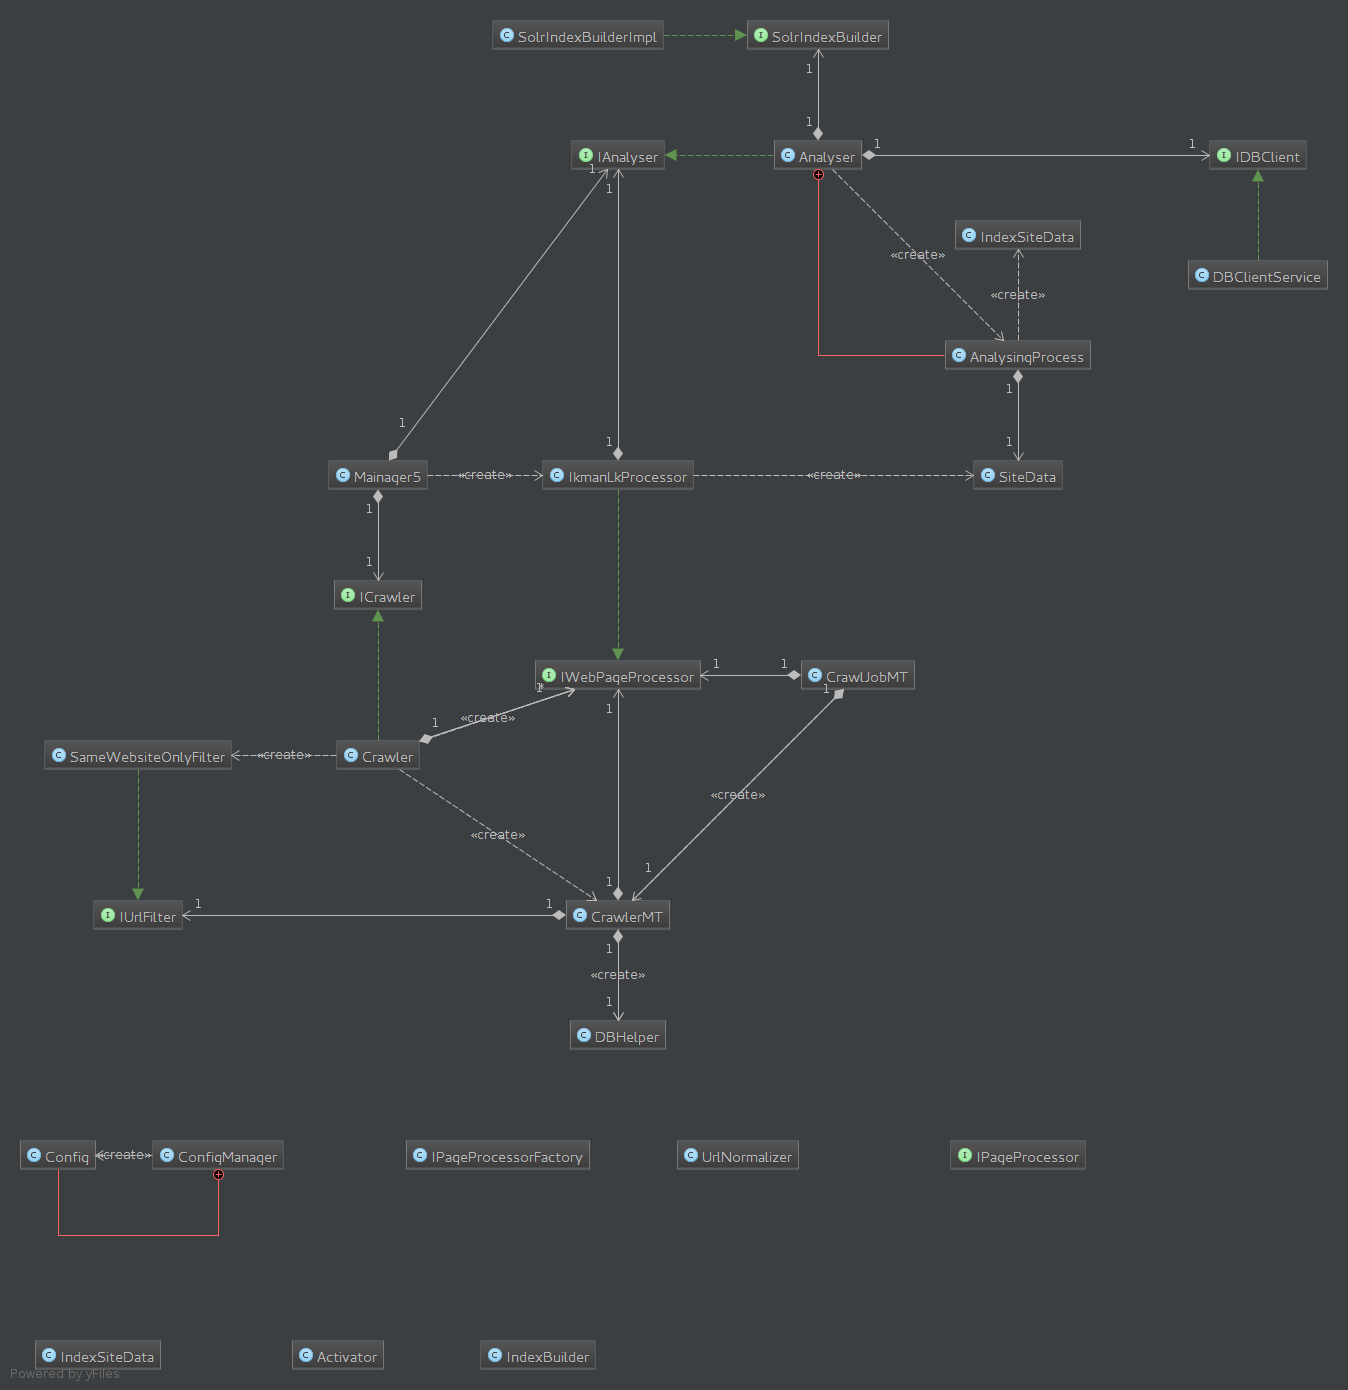 C SolrIndexBuilderImpl
I SolrIndexBuilder
1
1
I IAnalyser
C Analyser
1
1
I IDBClient
1
1
C IndexSiteData
«create»
C DBClientService
«create»
C AnalysingProcess
1
1
1
1
1
C Mainager5
«create»
C IkmanLkProcessor
«create»
C SiteData
1
1
I ICrawler
I IWebPageProcessor
1
1
C CrawlJobMT
1
1
1
«create»
1
C SameWebsiteOnlyFilter
«create»
C Crawler
«create»
«create»
1
1
I IUrlFilter
1
1
C CrawlerMT
1
«create»
1
C DBHelper
C Config
«create»
C ConfigManager
C IPageProcessorFactory
C UrlNormalizer
I IPageProcessor
C IndexSiteData
C Activator
C IndexBuilder
Powered by yFiles